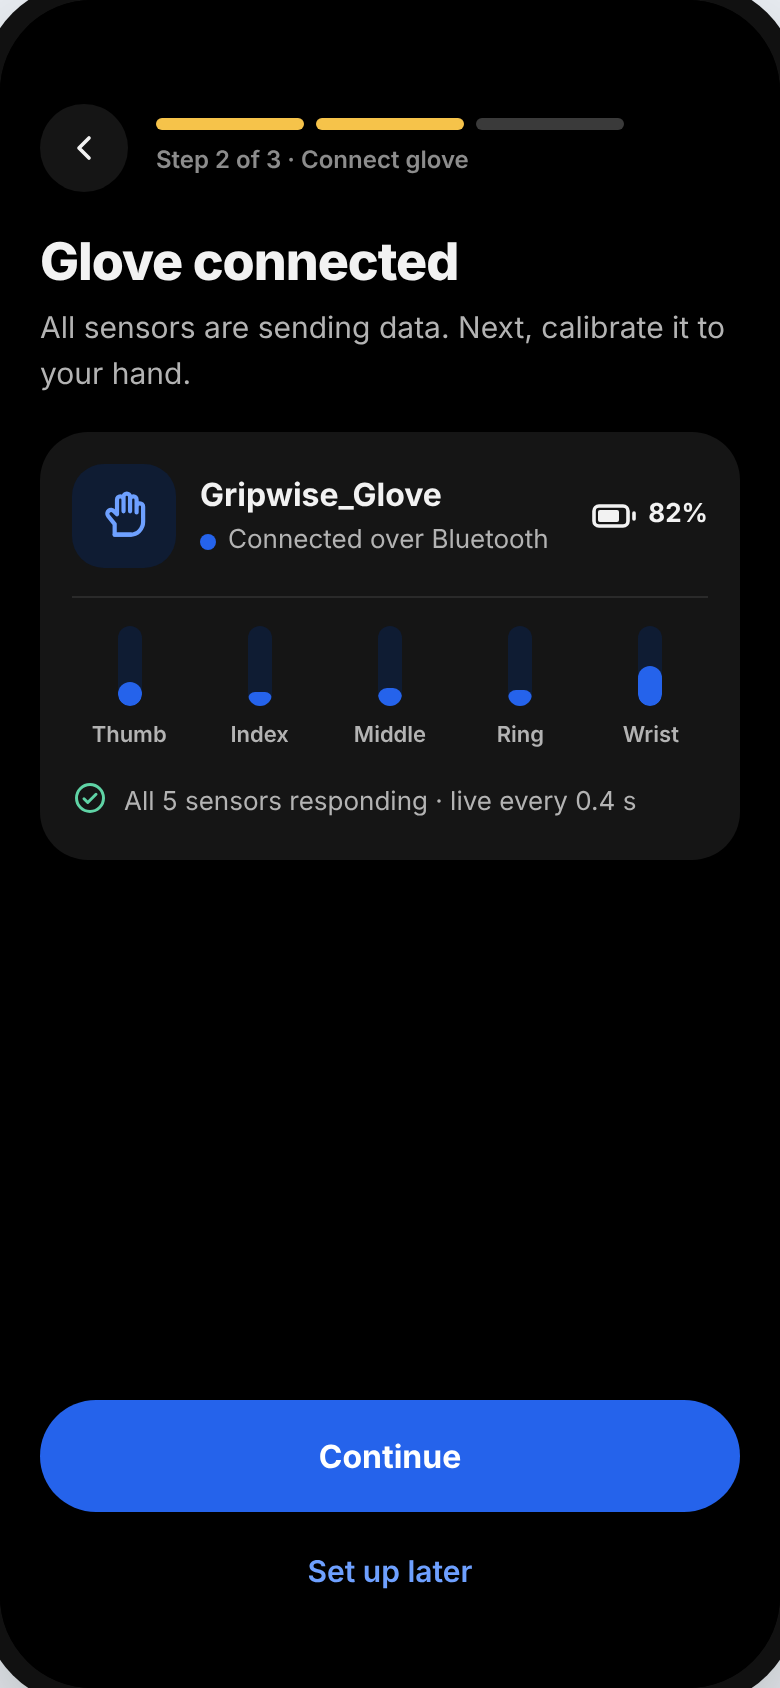 Step 2 of 3 · Connect glove
Glove connected
All sensors are sending data. Next, calibrate it to
your hand.
Gripwise_Glove
Connected over Bluetooth
82%
Thumb
Index
Middle
Ring
Wrist
All 5 sensors responding · live every 0.4 s
Continue
Set up later